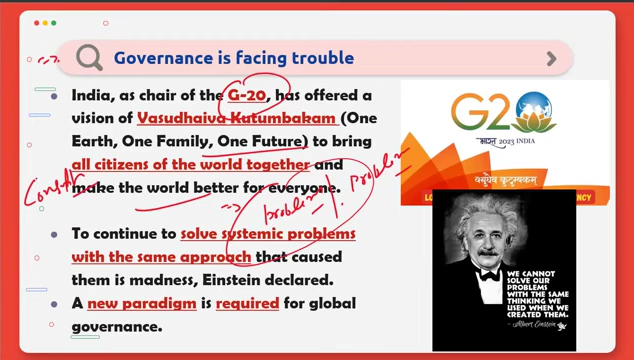 Governance is facing trouble
India, as chair of the G-20, has offered a
vision of Vasudhaiva Kutumbakam (One
Earth, One Family, One Future) to bring
all citizens of the world together and
make the world better for everyone.
To continue to solve systemic problems
with the same approach that caused
them is madness, Einstein declared.
A new paradigm is required for global
governance.
problem
problem
G20
भारत 2023 INDIA
वसुधैव कुटुम्बकम्
WE CANNOT
SOLVE OUR
PROBLEMS
WITH THE SAME
THINKING WE
USED WHEN WE
CREATED THEM.
- Albert Einstein